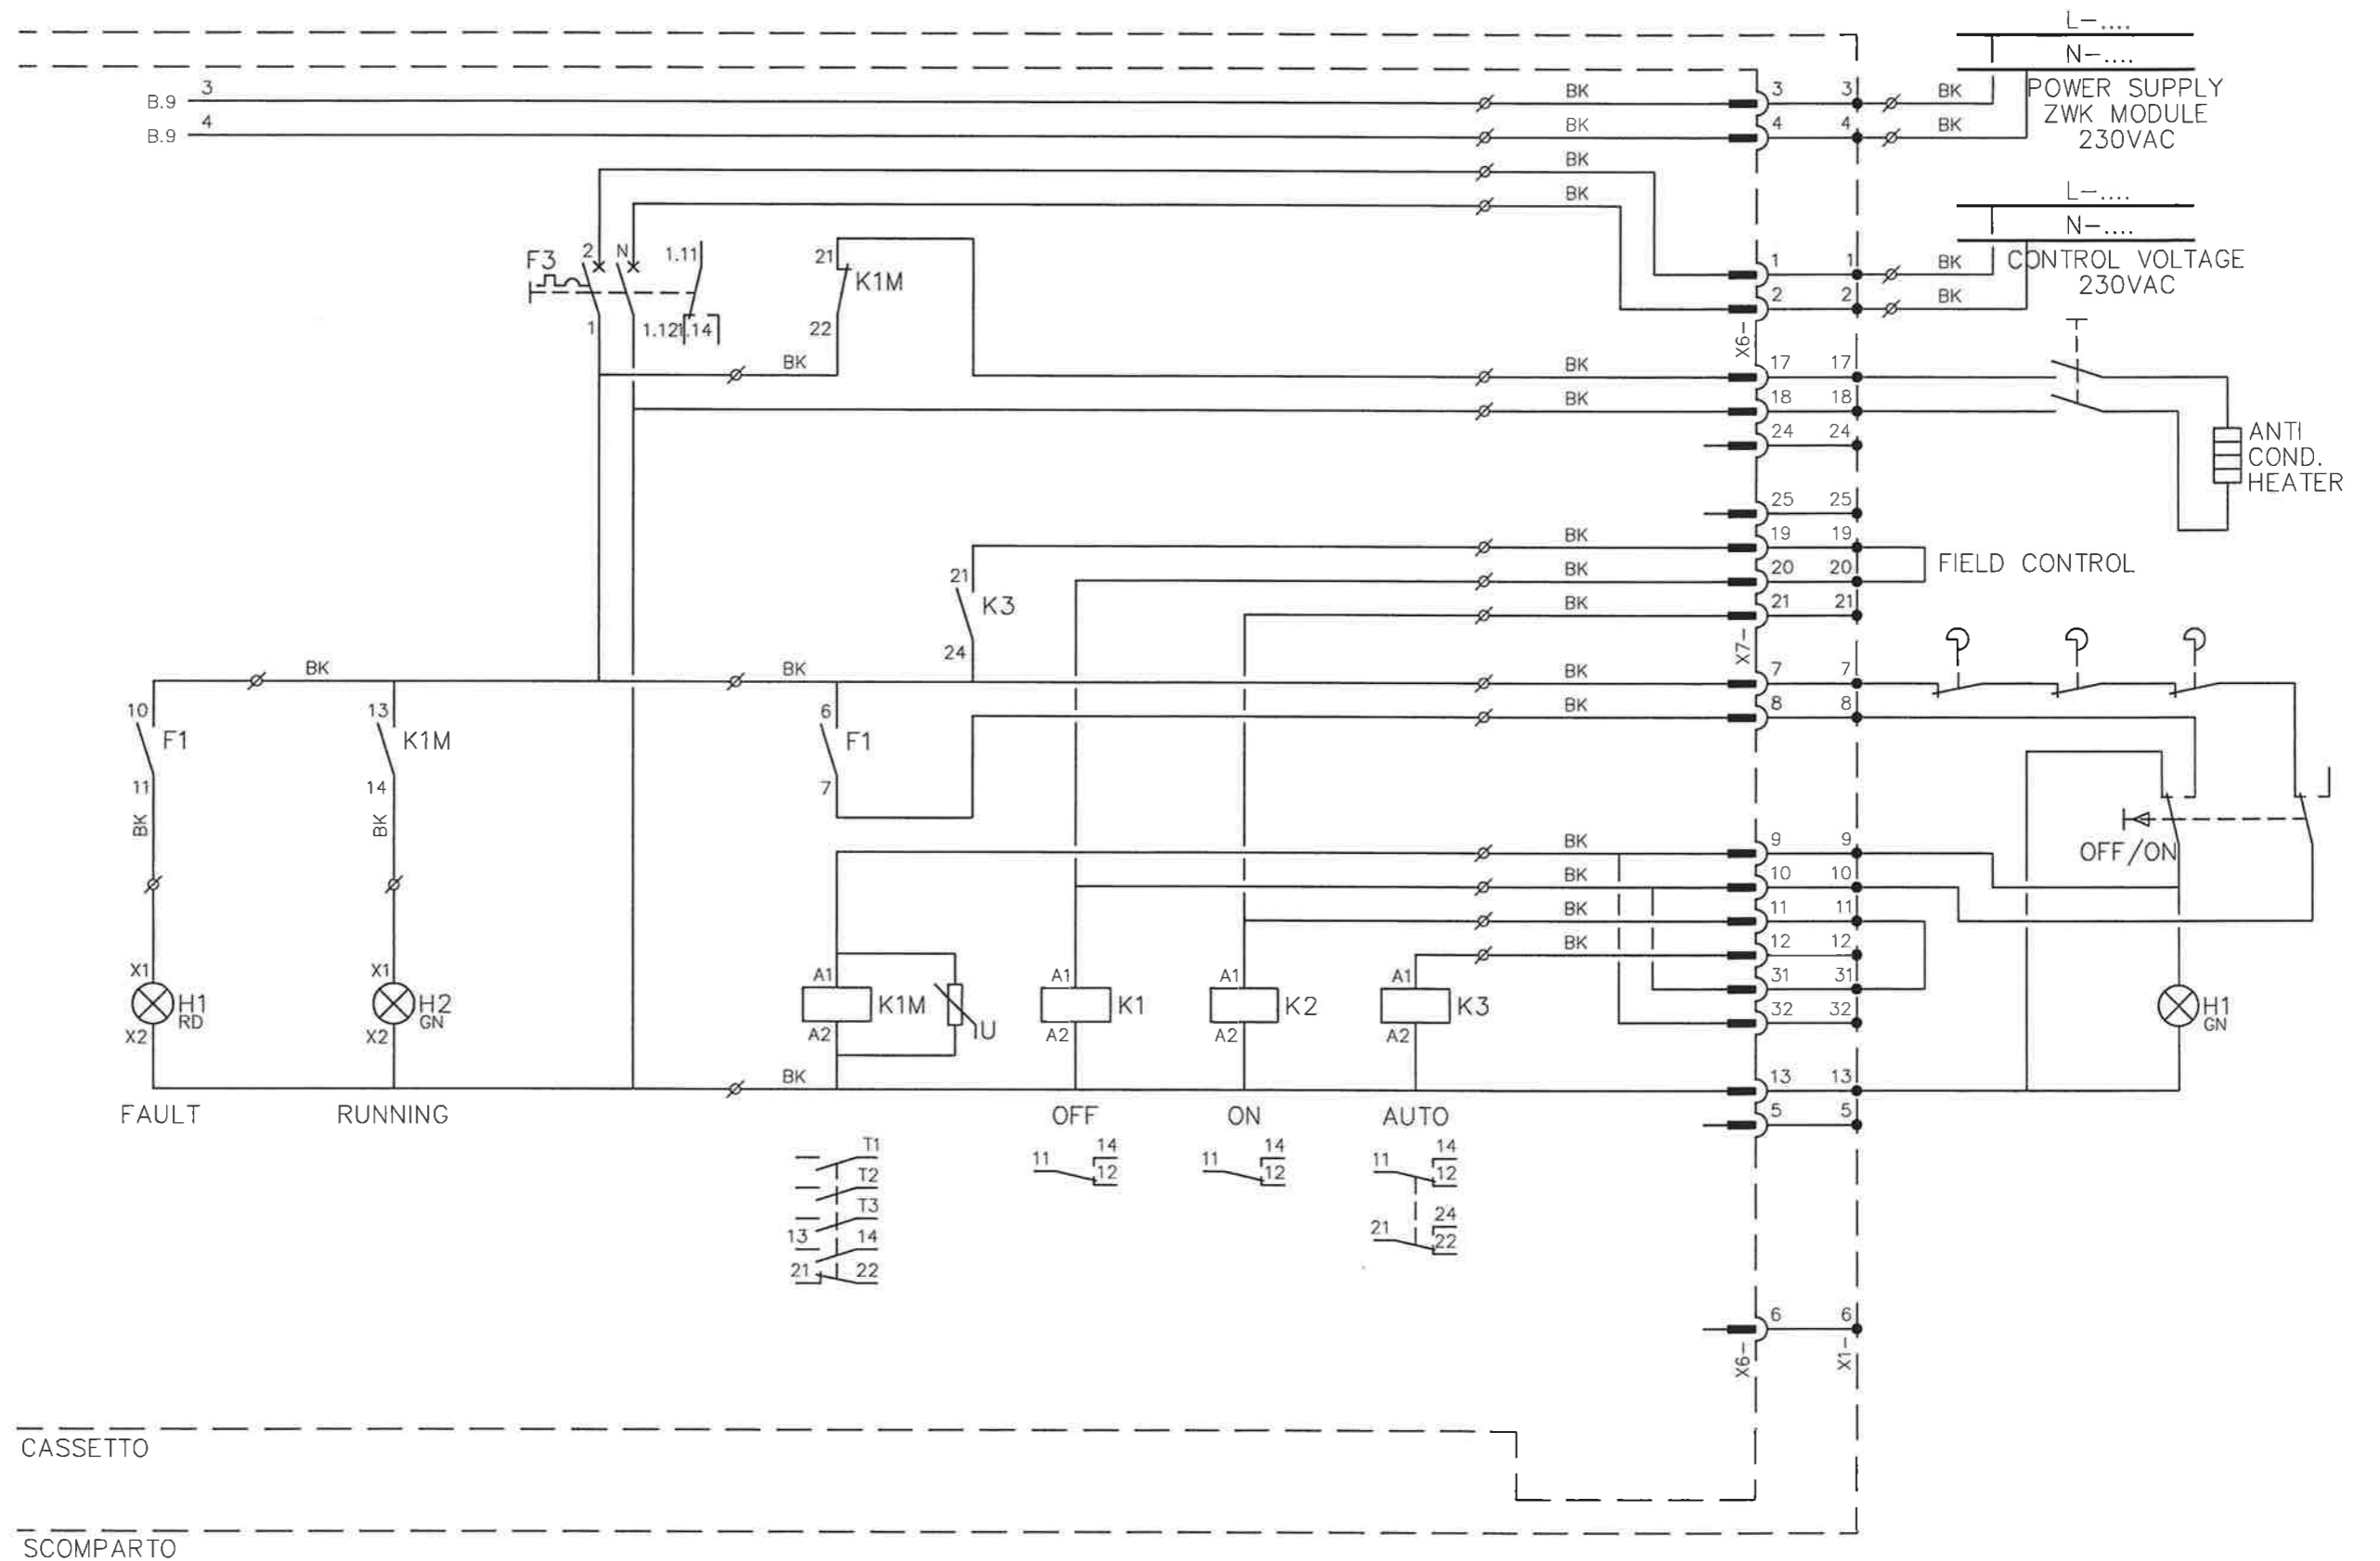 L-....
N-....
B.9 3 BK 3 3 BK POWER SUPPLY
ZWK MODULE
B.9 4 BK 4 4 BK 230VAC
BK
BK
L-....
N-....
F3 2 N 1.11 21 K1M 1 1 BK CONTROL VOLTAGE
230VAC
1 1.12 1.14 22 2 2 BK
X6-
BK BK 17 17
BK 18 18
24 24 ANTI
COND.
HEATER
25 25
BK 19 19
21 K3 BK 20 20 FIELD CONTROL
BK 21 21
24 X7-
BK BK BK 7 7
10 F1 13 K1M 6 F1 BK 8 8
11 14 7
BK BK
BK 9 9 OFF/ON
BK 10 10
BK 11 11
BK 12 12
X1 X1 A1 A1 A1 A1 31 31
H1 H2 K1M U K1 K2 K3 32 32 H1
RD GN GN
X2 X2 A2 A2 A2 A2
BK 13 13
FAULT RUNNING OFF ON AUTO 5 5
T1 11 14 12 11 14 12 11 14 12
T2
T3 21 24 22
13 14
21 22
6 6
X6- X1-
CASSETTO
SCOMPARTO